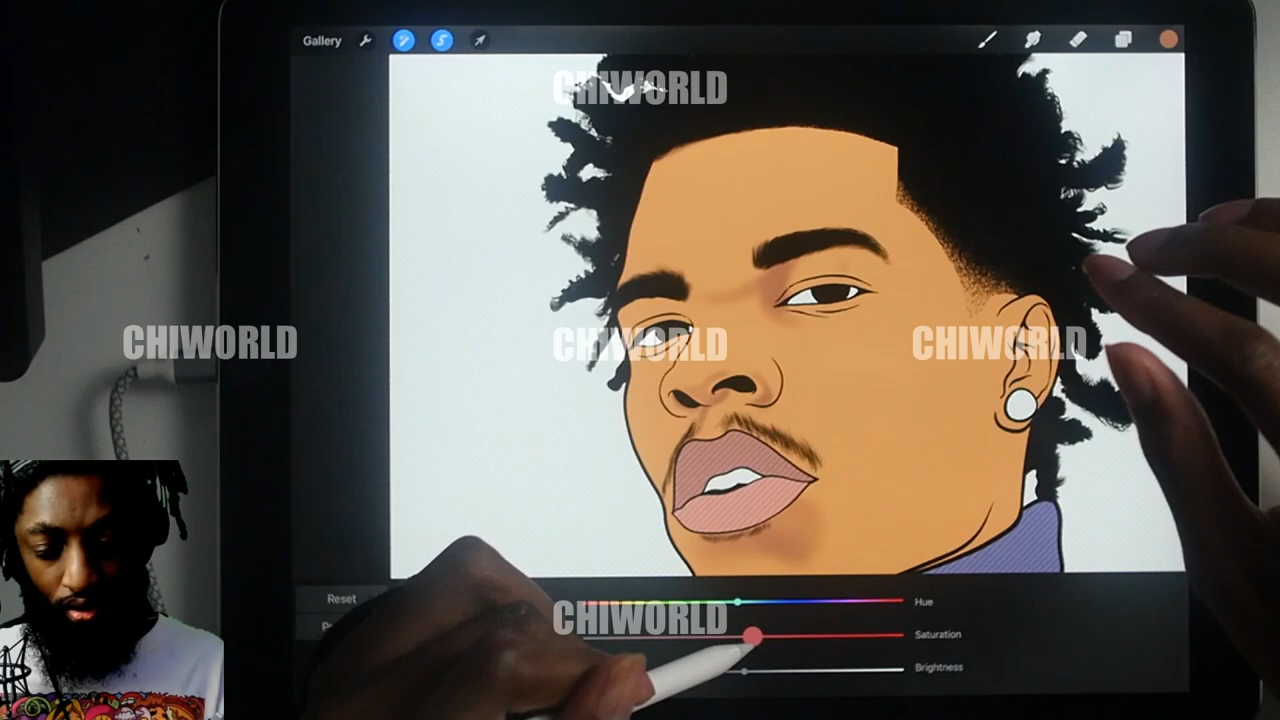 Gallery
CHIWORLD
CHIWORLD
CHIWORLD
CHIWORLD
Reset
Hue
CHIWORLD
Saturation
Brightness